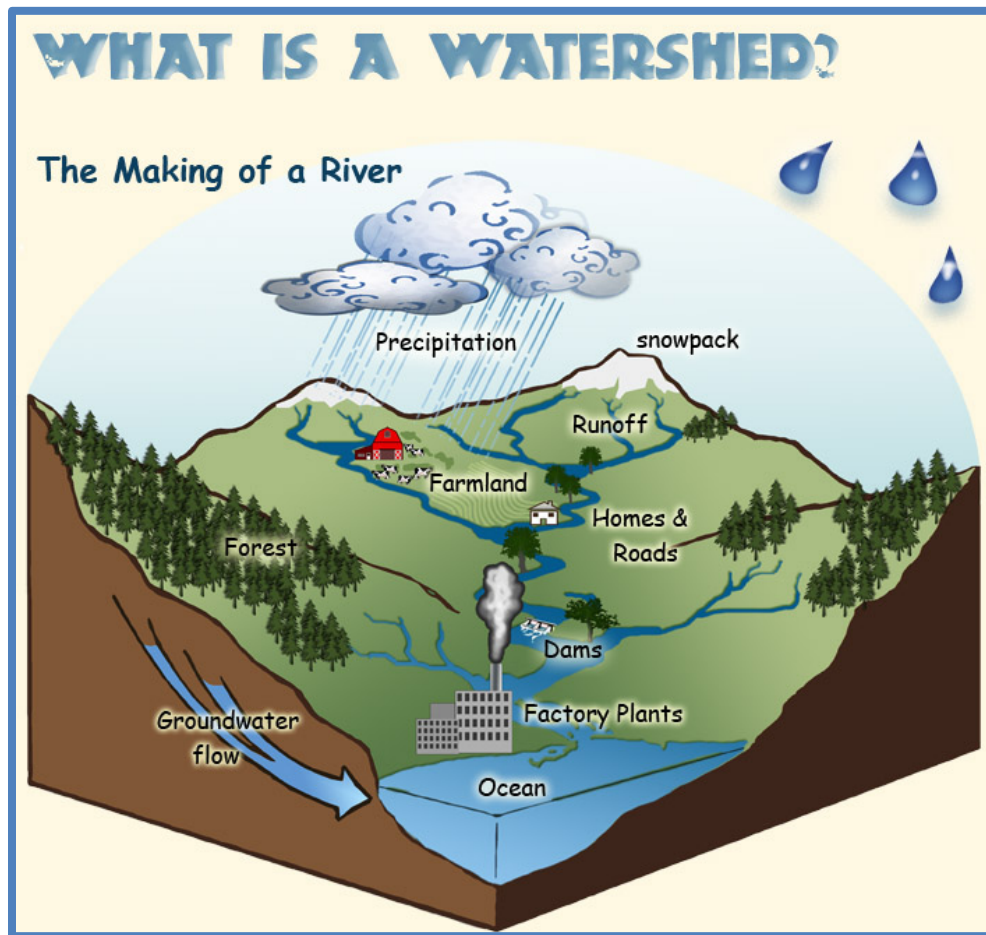 WHAT IS A WATERSHED?
The Making of a River
Precipitation
snowpack
Runoff
Farmland
Homes &
Roads
Forest
Dams
Groundwater
flow
Factory Plants
Ocean